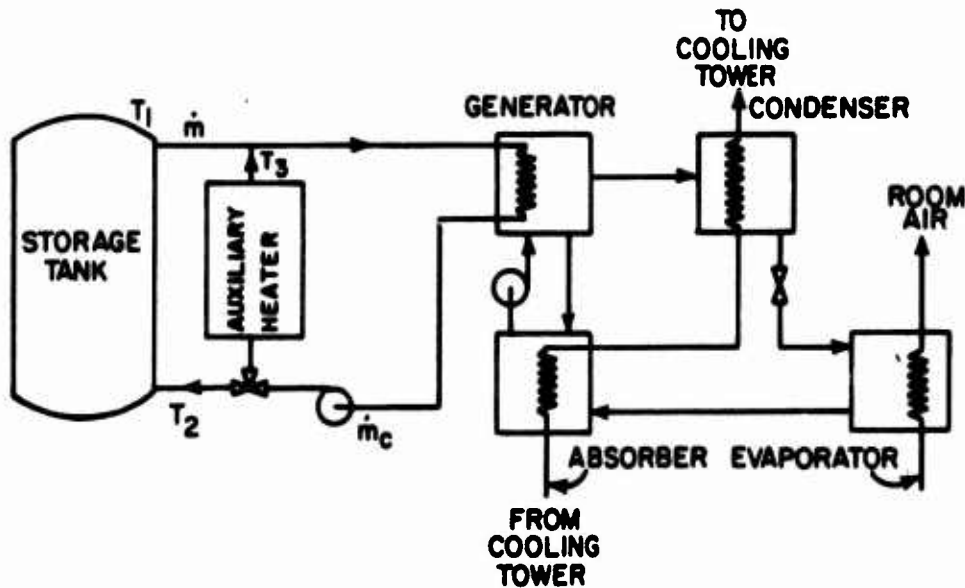 TO
COOLING
TOWER
GENERATOR
CONDENSER
T1
ṁ
T3
ROOM
AIR
STORAGE
TANK
AUXILIARY
HEATER
T2
ṁc
ABSORBER
EVAPORATOR
FROM
COOLING
TOWER